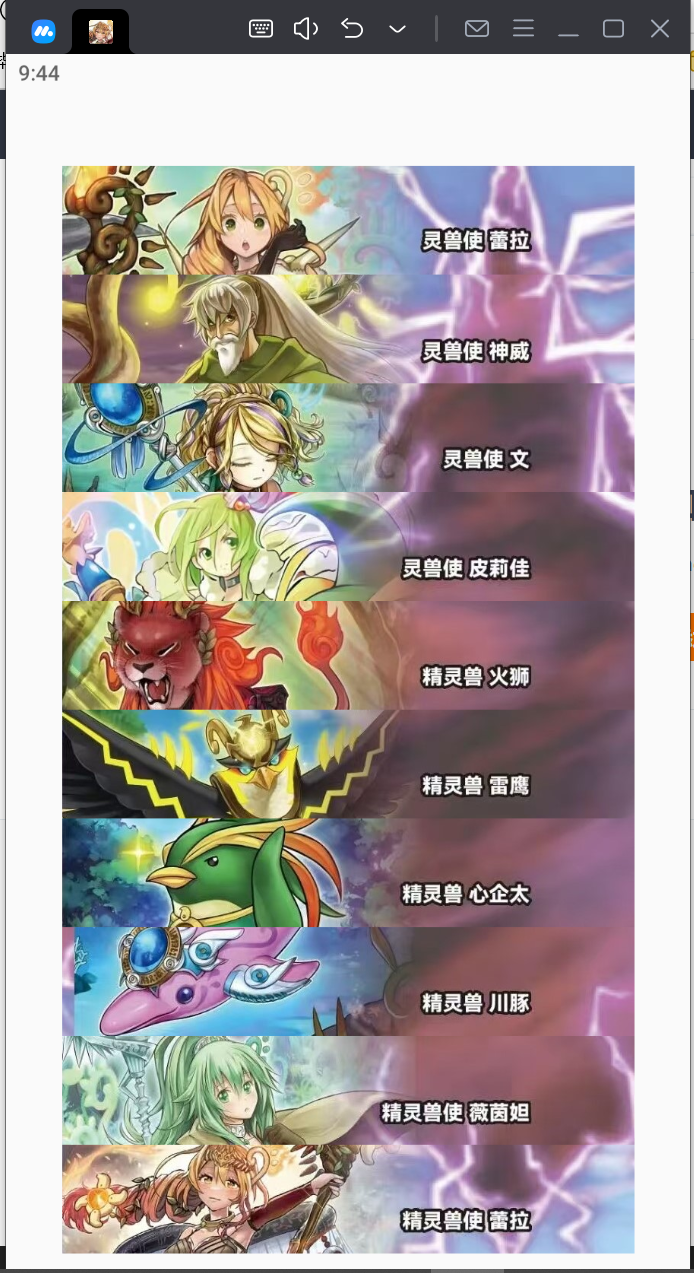 9:44
灵兽使 蕾拉
灵兽使 神威
灵兽使 文
灵兽使 皮莉佳
精灵兽 火狮
精灵兽 雷鹰
精灵兽 心企太
精灵兽 川豚
精灵兽使 薇茵妲
精灵兽使 蕾拉